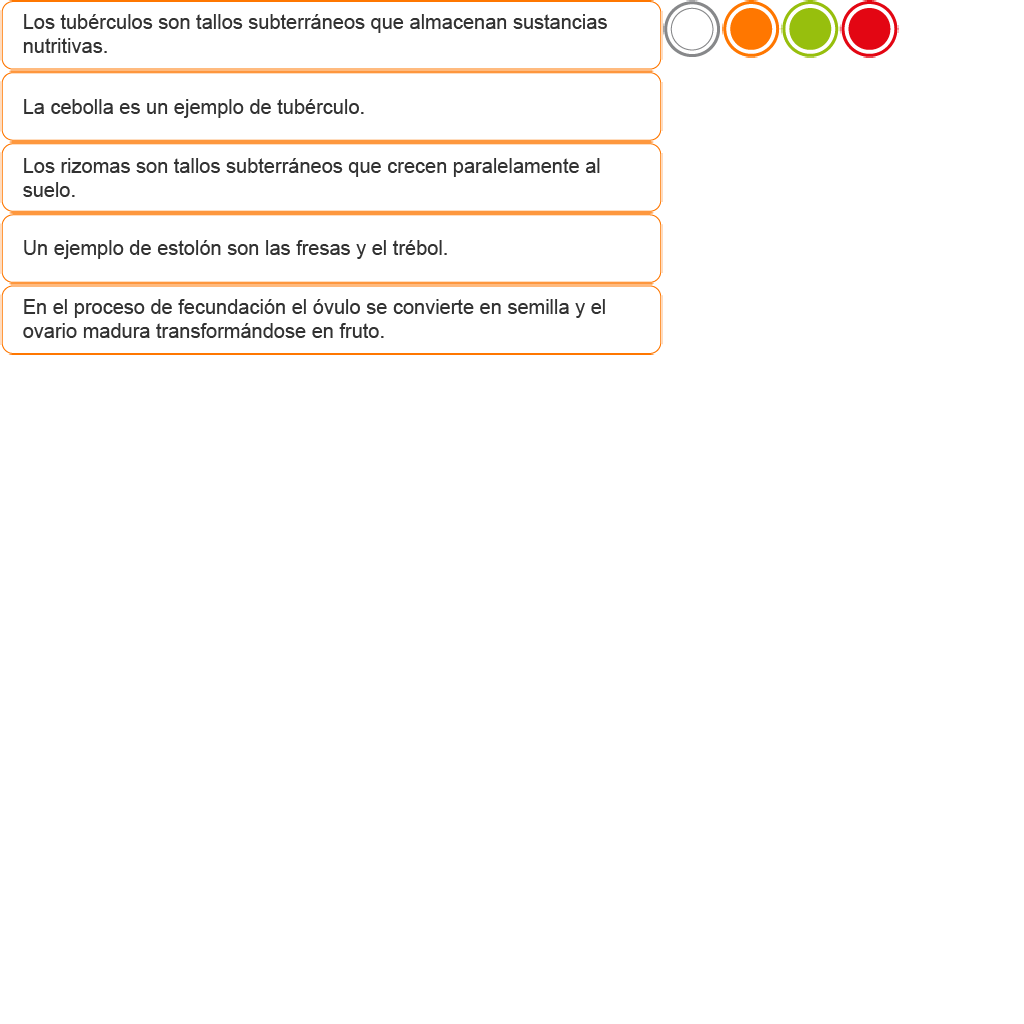 Los tubérculos son tallos subterráneos que almacenan sustancias
nutritivas.
La cebolla es un ejemplo de tubérculo.
Los rizomas son tallos subterráneos que crecen paralelamente al
suelo.
Un ejemplo de estolón son las fresas y el trébol.
En el proceso de fecundación el óvulo se convierte en semilla y el
ovario madura transformándose en fruto.